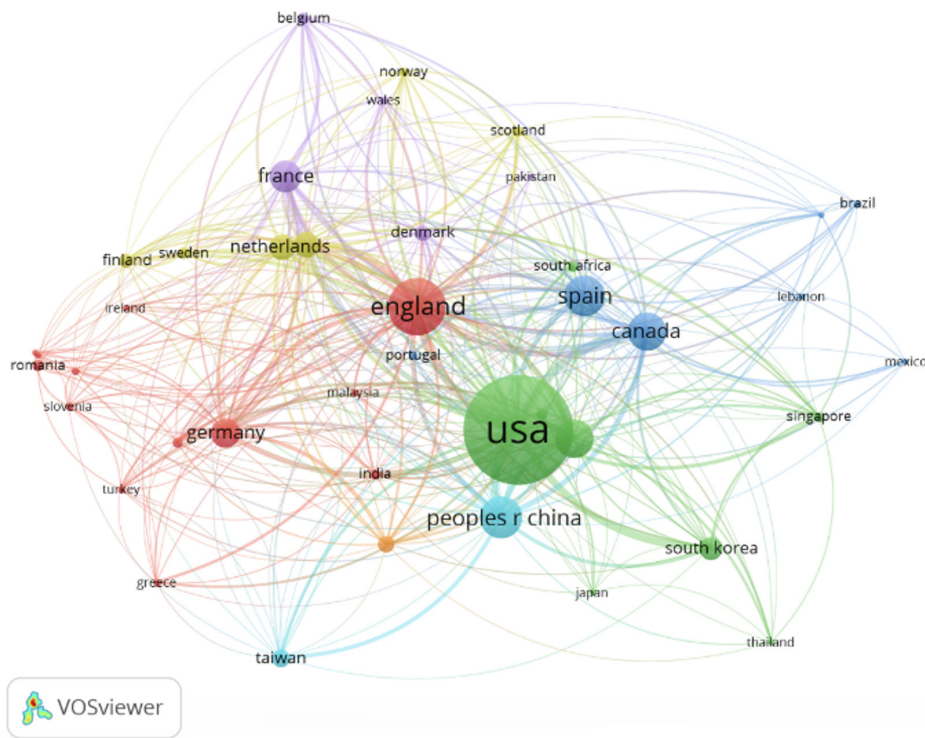 belgium
norway
wales
scotland
france
pakistan
brazil
denmark
netherlands
sweden
finland
south africa
spain
lebanon
england
ireland
canada
portugal
romania
mexico
malaysia
slovenia
singapore
usa
germany
india
turkey
peoples r china
south korea
greece
japan
thailand
taiwan
VOSviewer